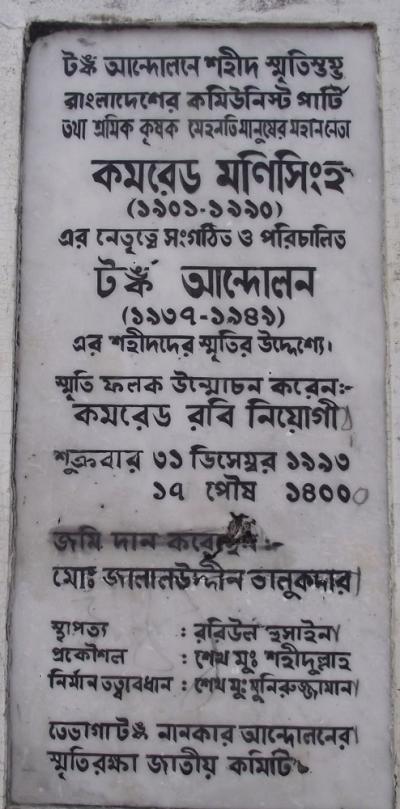 টঙ্ক আন্দোলনে শহীদ স্মৃতিস্তম্ভ
বাংলাদেশের কমিউনিস্ট পার্টি
তথা শ্রমিক কৃষক মেহনতি মানুষের মহান নেতা
কমরেড মণিসিংহ
(১৯০১-১৯৯০)
এর নেতৃত্বে সংগঠিত ও পরিচালিত
টঙ্ক আন্দোলন
(১৯৩৭-১৯৪৯)
এর শহীদদের স্মৃতির উদ্দেশ্যে।
স্মৃতি ফলক উন্মোচন করেন:-
কমরেড রবি নিয়োগী
শুক্রবার ৩১ ডিসেম্বর ১৯৯৩
১৭ পৌষ ১৪০০
জমি দান করেছেন:-
মোঃ জালালউদ্দীন তালুকদার
স্থাপত্য : রবিউল হুসাইন
প্রকৌশল : শেখ মুঃ শহীদুল্লাহ
নির্মান তত্বাবধান : শেখ মুঃ মুনিরুজ্জামান
তেভাগা টঙ্ক নানকার আন্দোলনের
স্মৃতিরক্ষা জাতীয় কমিটি